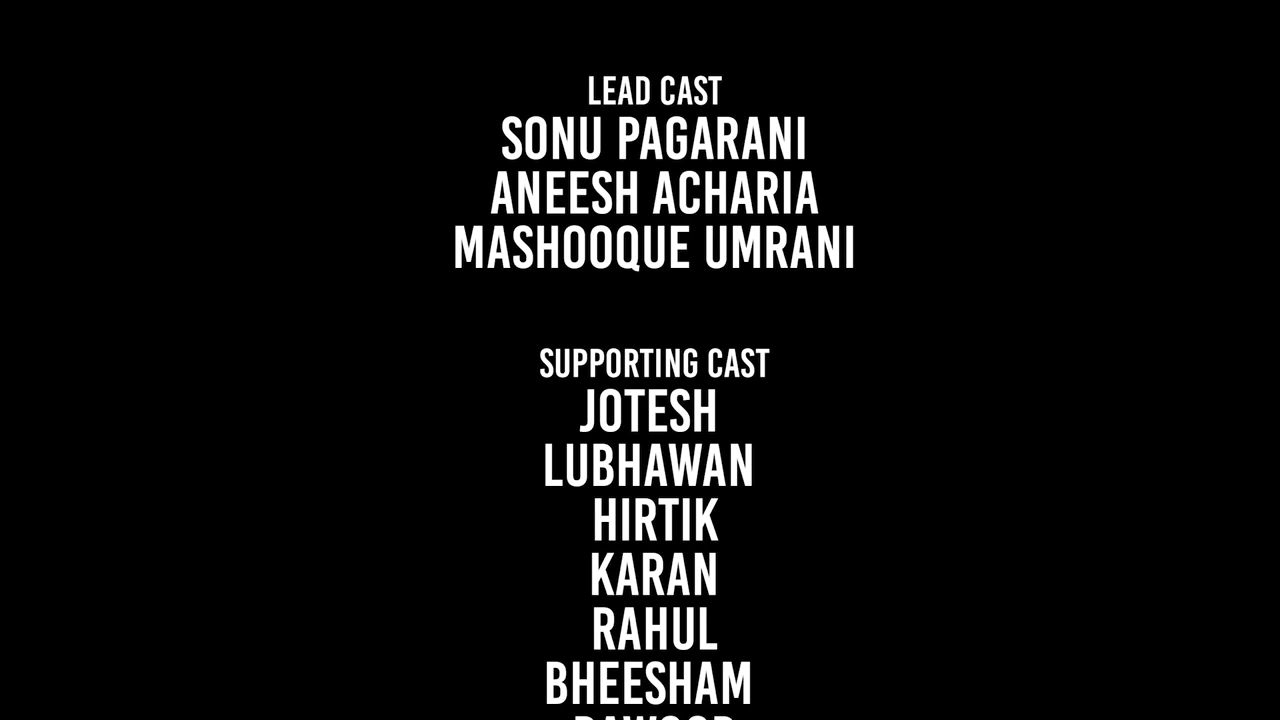 LEAD CAST
SONU PAGARANI
ANEESH ACHARIA
MASHOOQUE UMRANI
SUPPORTING CAST
JOTESH
LUBHAWAN
HIRTIK
KARAN
RAHUL
BHEESHAM